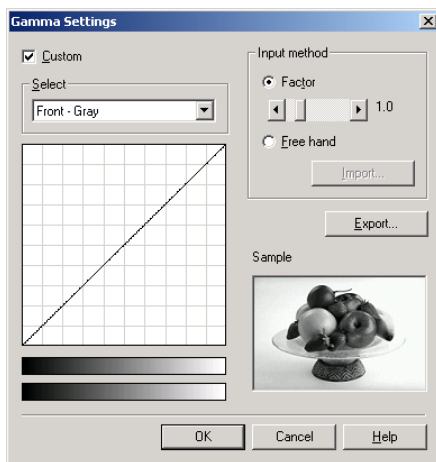 Gamma Settings
Custom
Select
Front - Gray
Input method
Factor
1.0
Free hand
Import...
Export...
Sample
OK
Cancel
Help